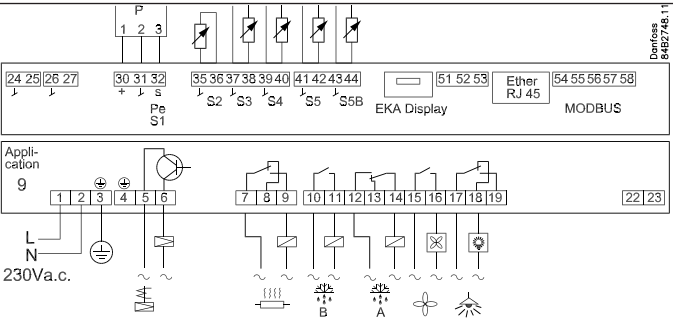 P
1 2 3
Danfoss
84B2748.11
24 25 26 27 30 31 32 35 36 37 38 39 40 41 42 43 44 51 52 53 Ether RJ 45 54 55 56 57 58
+ s S2 S3 S4 S5 S5B EKA Display MODBUS
Pe
S1
Appli-
cation
9
1 2 3 4 5 6 7 8 9 10 11 12 13 14 15 16 17 18 19 22 23
L
N
230Va.c.
B A